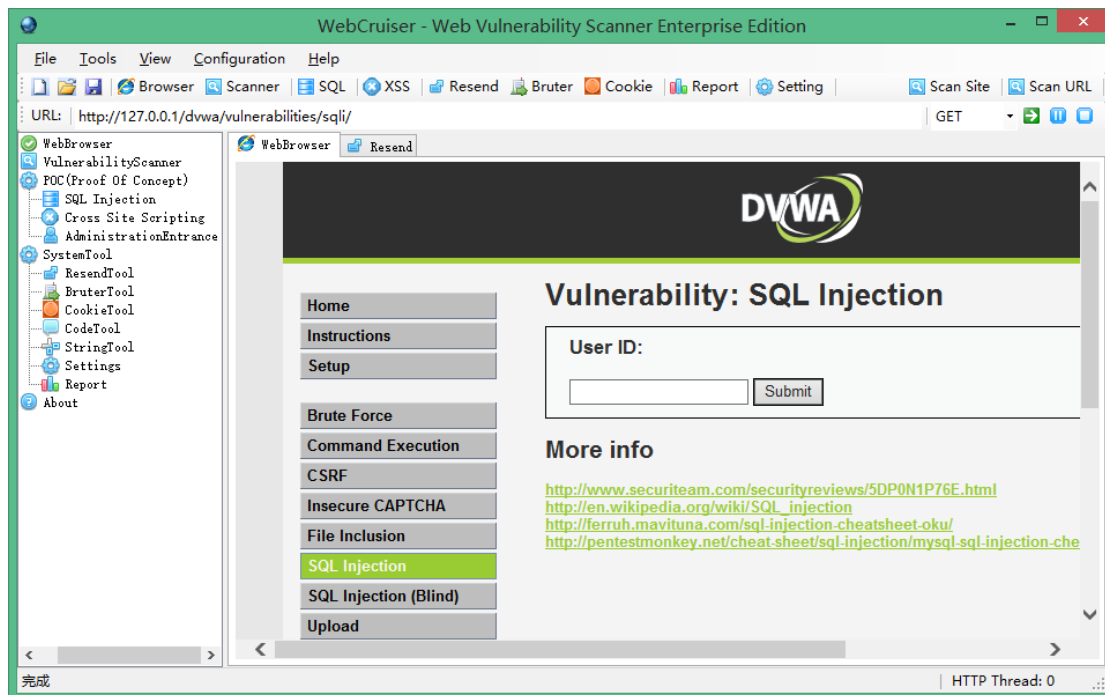 WebCruiser - Web Vulnerability Scanner Enterprise Edition
File Tools View Configuration Help
Browser Scanner SQL XSS Resend Bruter Cookie Report Setting Scan Site Scan URL
URL: http://127.0.0.1/dvwa/vulnerabilities/sqli/ GET
WebBrowser
VulnerabilityScanner
POC(Proof Of Concept)
SQL Injection
Cross Site Scripting
AdministrationEntrance
SystemTool
ResendTool
BruterTool
CookieTool
CodeTool
StringTool
Settings
Report
About
WebBrowser Resend
DVWA
Home
Instructions
Setup
Brute Force
Command Execution
CSRF
Insecure CAPTCHA
File Inclusion
SQL Injection
SQL Injection (Blind)
Upload
Vulnerability: SQL Injection
User ID:
Submit
More info
http://www.securiteam.com/securityreviews/5DP0N1P76E.html
http://en.wikipedia.org/wiki/SQL_injection
http://ferruh.mavituna.com/sql-injection-cheatsheet-oku/
http://pentestmonkey.net/cheat-sheet/sql-injection/mysql-sql-injection-che
完成 HTTP Thread: 0